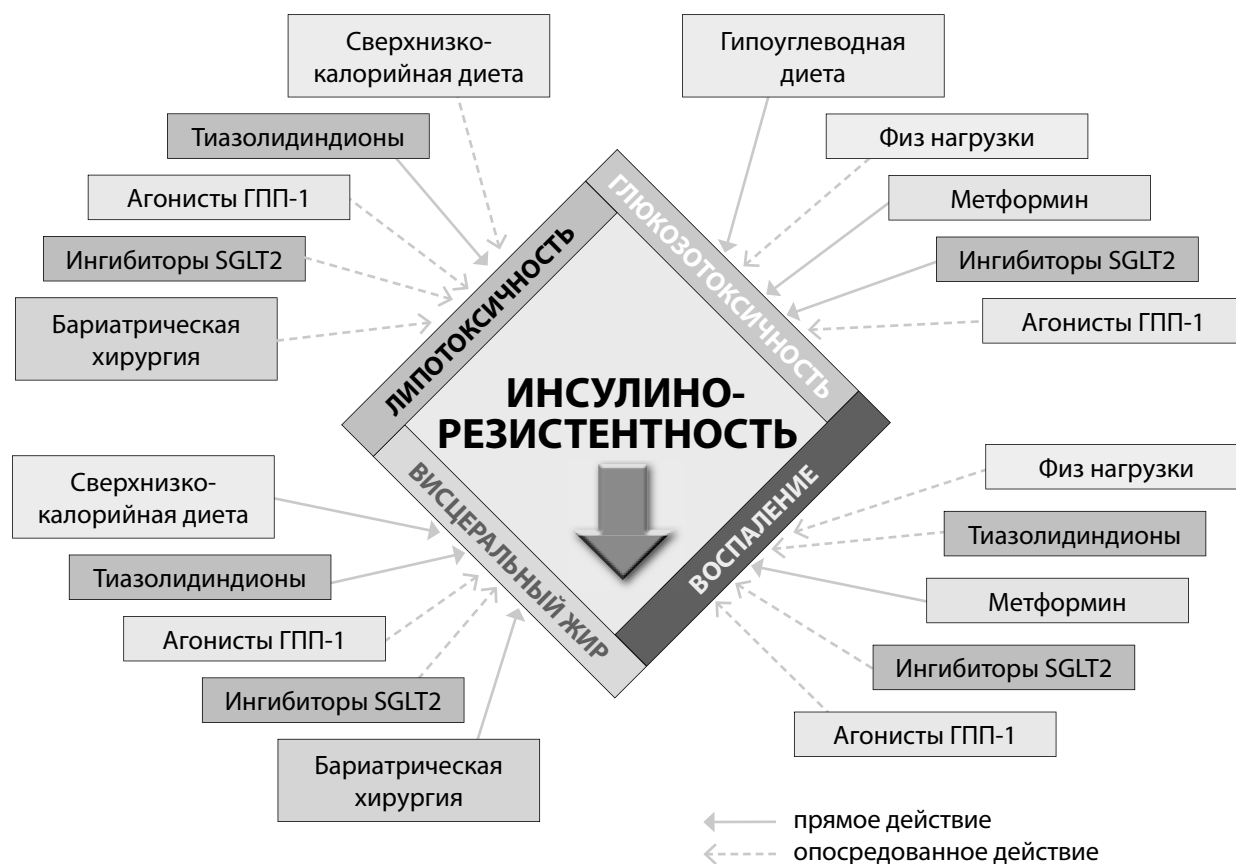 Сверхнизко-
калорийная диета
Гипоуглеводная
диета
Тиазолидиндионы
Физ нагрузки
Агонисты ГПП-1
Метформин
Ингибиторы SGLT2
Ингибиторы SGLT2
Бариатрическая
хирургия
Агонисты ГПП-1
ЛИПОТОКСИЧНОСТЬ
ГЛЮКОЗОТОКСИЧНОСТЬ
ИНСУЛИНО-
РЕЗИСТЕНТНОСТЬ
ВИСЦЕРАЛЬНЫЙ ЖИР
ВОСПАЛЕНИЕ
Сверхнизко-
калорийная диета
Тиазолидиндионы
Агонисты ГПП-1
Ингибиторы SGLT2
Бариатрическая
хирургия
Физ нагрузки
Тиазолидиндионы
Метформин
Ингибиторы SGLT2
Агонисты ГПП-1
прямое действие
опосредованное действие